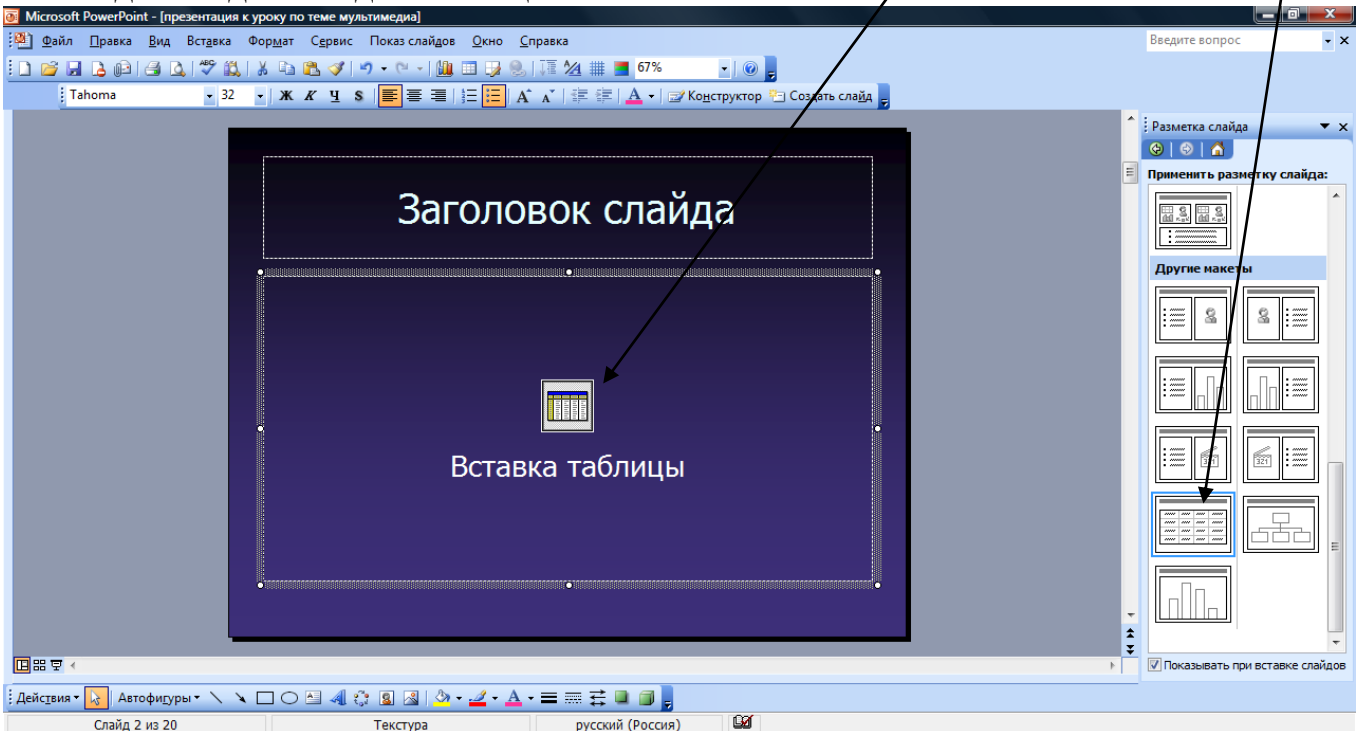 Microsoft PowerPoint - [презентация к уроку по теме мультимедиа]
Файл Правка Вид Вставка Формат Сервис Показ слайдов Окно Справка
Введите вопрос
67%
Tahoma 32 Ж К Ч S Конструктор Создать слайд
Разметка слайда
Применить разметку слайда:
Заголовок слайда
Другие макеты
Вставка таблицы
Показывать при вставке слайдов
Действия Автофигуры
Слайд 2 из 20 Текстура русский (Россия)